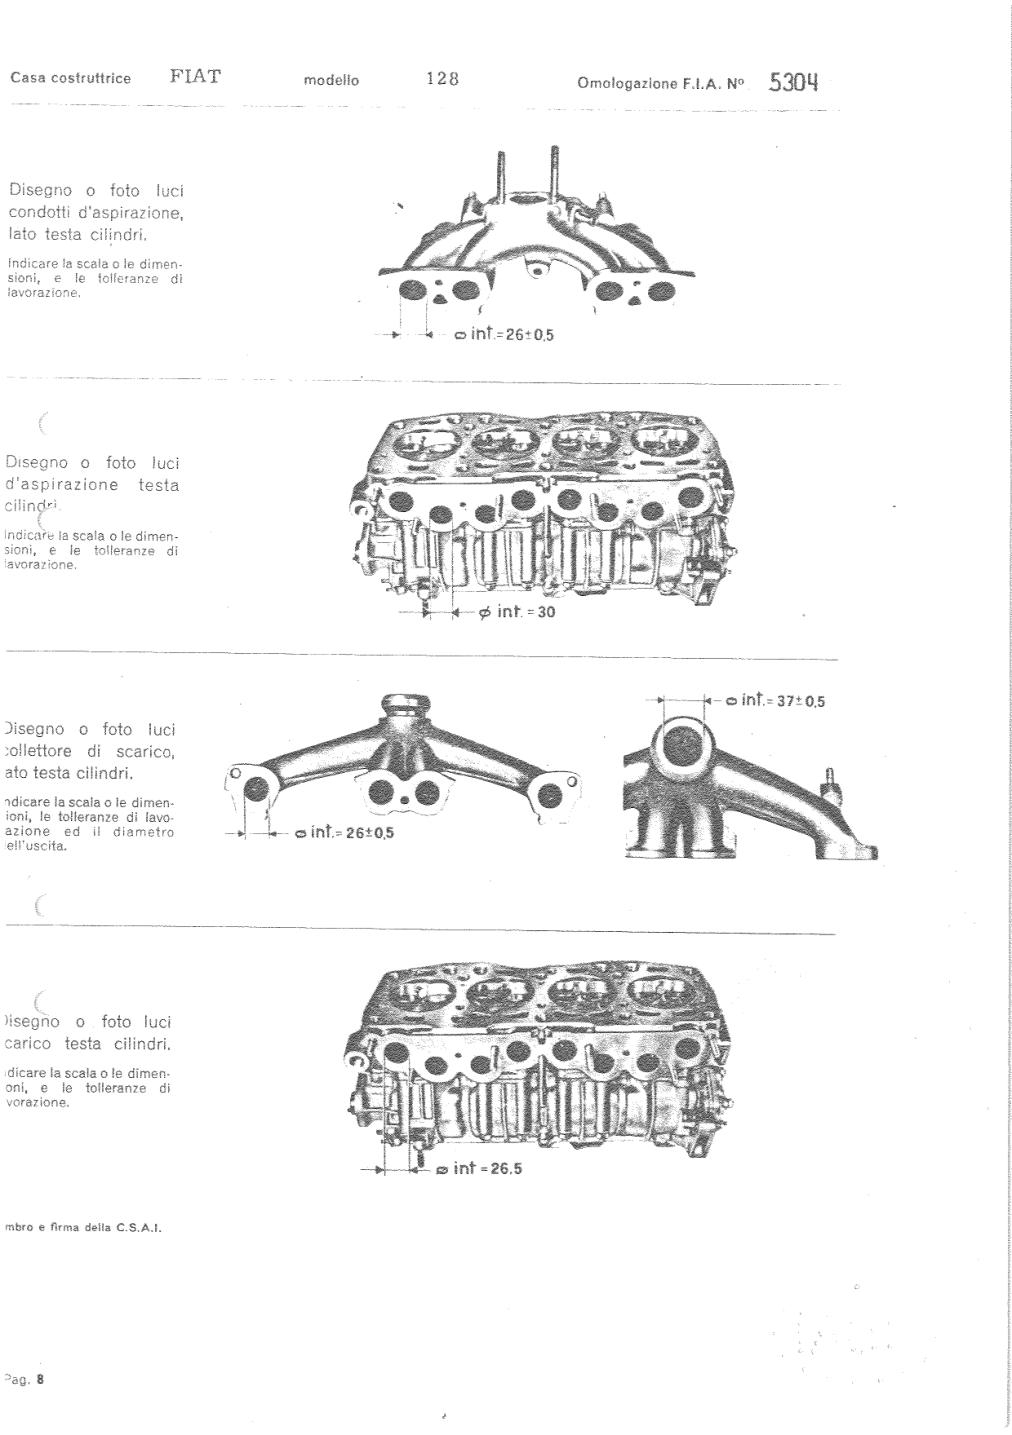 Casa costruttrice FIAT modello 128 Omologazione F.I.A. Nº 5304
Disegno o foto luci
condotti d'aspirazione,
lato testa cilindri.
Indicare la scala o le dimen-
sioni, e le tolleranze di
lavorazione.
⌀ int.=26±0,5
Disegno o foto luci
d'aspirazione testa
cilindri.
Indicare la scala o le dimen-
sioni, e le tolleranze di
lavorazione.
ϕ int. = 30
Disegno o foto luci
collettore di scarico,
ato testa cilindri.
ndicare la scala o le dimen-
ioni, le tolleranze di lavo-
azione ed il diametro
ell'uscita.
⌀ int.= 26±0,5
⌀ int.= 37±0,5
isegno o foto luci
carico testa cilindri.
dicare la scala o le dimen-
oni, e le tolleranze di
vorazione.
⌀ int = 26.5
mbro e firma della C.S.A.I.
Pag. 8